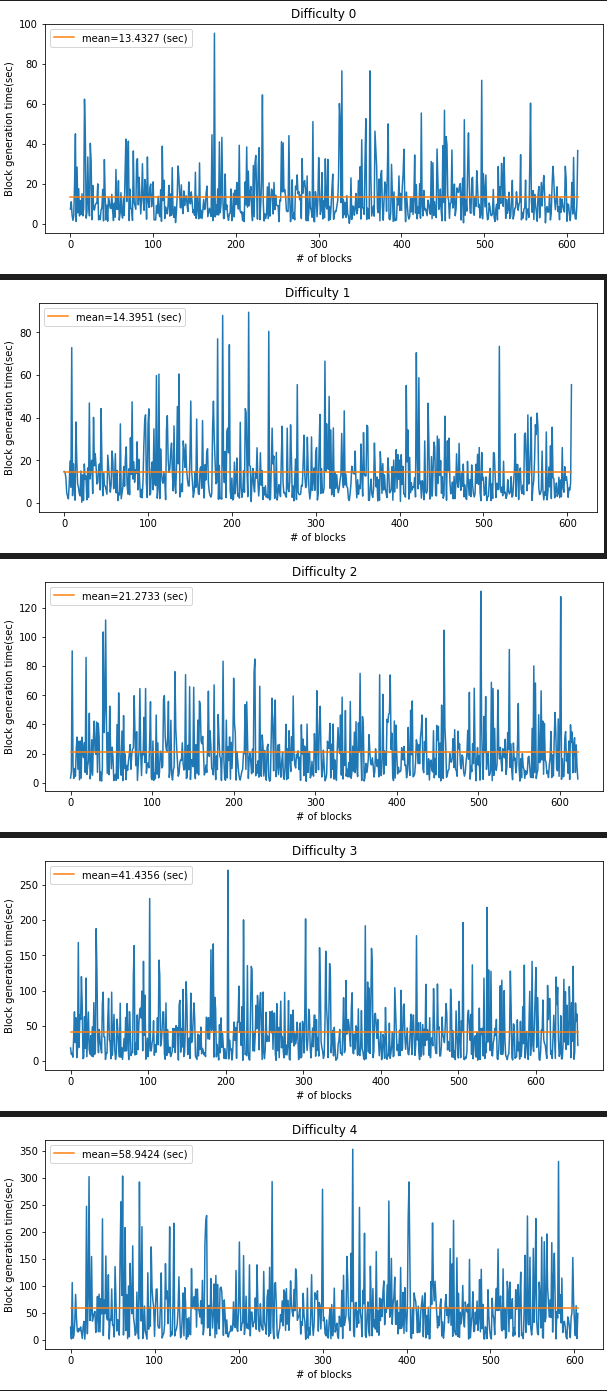 Difficulty 0
mean=13.4327 (sec)
Block generation time(sec)
100
80
60
40
20
0
0 100 200 300 400 500 600
# of blocks
Difficulty 1
mean=14.3951 (sec)
Block generation time(sec)
80
60
40
20
0
0 100 200 300 400 500 600
# of blocks
Difficulty 2
mean=21.2733 (sec)
Block generation time(sec)
120
100
80
60
40
20
0
0 100 200 300 400 500 600
# of blocks
Difficulty 3
mean=41.4356 (sec)
Block generation time(sec)
250
200
150
100
50
0
0 100 200 300 400 500 600
# of blocks
Difficulty 4
mean=58.9424 (sec)
Block generation time(sec)
350
300
250
200
150
100
50
0
0 100 200 300 400 500 600
# of blocks